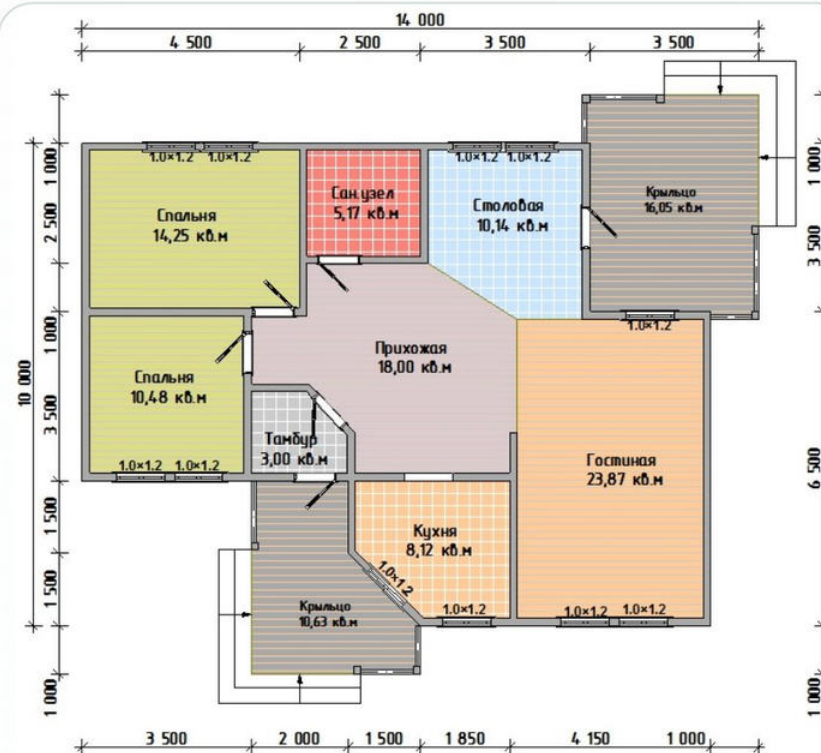 14 000
4 500
2 500
3 500
3 500
1.0×1.2
1.0×1.2
1.0×1.2
1.0×1.2
Спальня
14,25 кв.м
Сан.узел
5,17 кв.м
Столовая
10,14 кв.м
Крыльцо
16,05 кв.м
1.0×1.2
Спальня
10,48 кв.м
Прихожая
18,00 кв.м
Тамбур
3,00 кв.м
1.0×1.2
1.0×1.2
Гостиная
23,87 кв.м
Кухня
8,12 кв.м
1.0×1.2
Крыльцо
10,63 кв.м
1.0×1.2
1.0×1.2
1.0×1.2
10 000
1 000
2 500
1 000
3 500
1 500
1 500
1 000
1 000
3 500
6 500
1 000
3 500
2 000
1 500
1 850
4 150
1 000